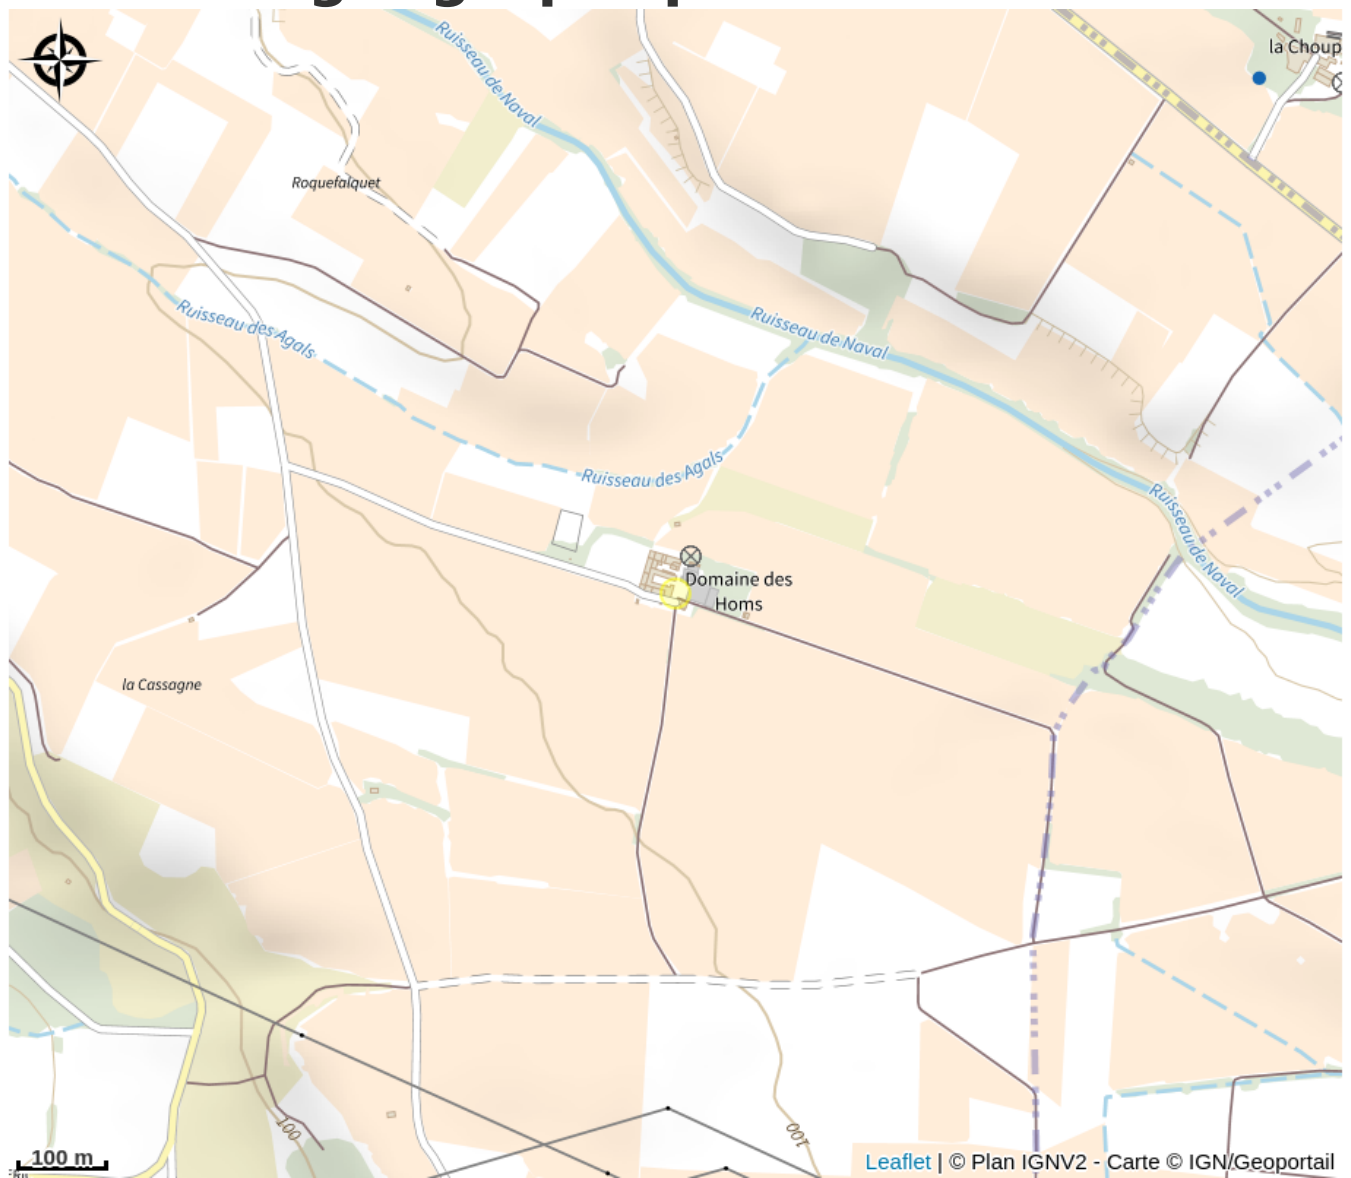 la Choup
Ruisseau de Naval
Roquefalquet
Ruisseau des Agals
Ruisseau de Naval
Ruisseau des Agals
Ruisseau de Naval
Domaine des
Homs
la Cassagne
100
100
100 m
Leaflet | © Plan IGNV2 - Carte © IGN/Geoportail